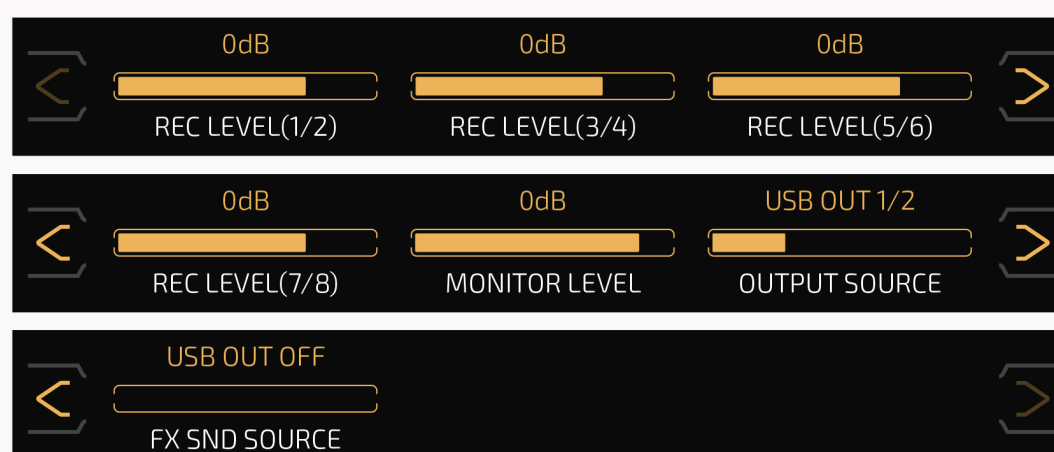 0dB 0dB 0dB
REC LEVEL(1/2) REC LEVEL(3/4) REC LEVEL(5/6)
0dB 0dB USB OUT 1/2
REC LEVEL(7/8) MONITOR LEVEL OUTPUT SOURCE
USB OUT OFF
FX SND SOURCE